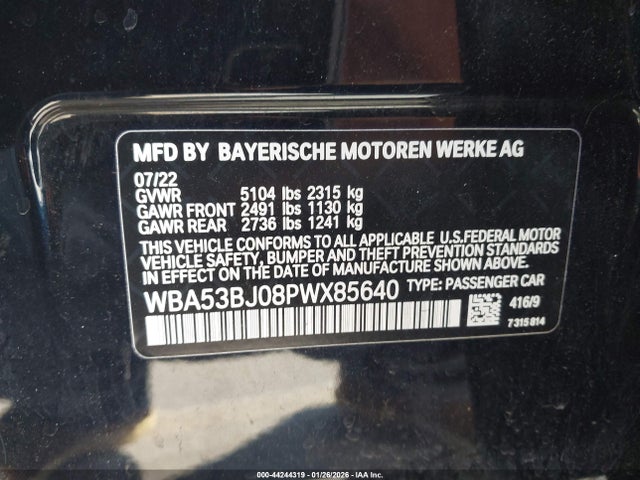 MFD BY BAYERISCHE MOTOREN WERKE AG
07/22
GVWR 5104 lbs 2315 kg
GAWR FRONT 2491 lbs 1130 kg
GAWR REAR 2736 lbs 1241 kg
THIS VEHICLE CONFORMS TO ALL APPLICABLE U.S.FEDERAL MOTOR
VEHICLE SAFETY, BUMPER AND THEFT PREVENTION STANDARDS
IN EFFECT ON THE DATE OF MANUFACTURE SHOWN ABOVE.
WBA53BJ08PWX85640 TYPE: PASSENGER CAR
416/9
7315814
000-44244319 | 01/26/2026 - IAA Inc.